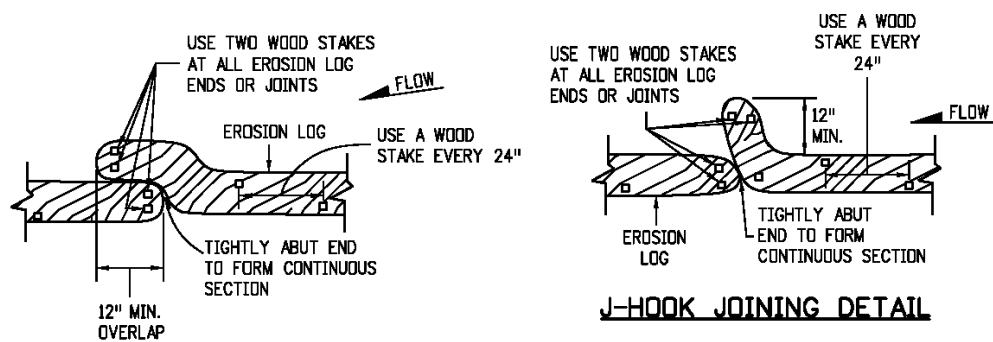 USE TWO WOOD STAKES
AT ALL EROSION LOG
ENDS OR JOINTS
FLOW
EROSION LOG
USE A WOOD
STAKE EVERY 24"
TIGHTLY ABUT END
TO FORM CONTINUOUS
SECTION
12" MIN.
OVERLAP
USE A WOOD
STAKE EVERY
24"
USE TWO WOOD STAKES
AT ALL EROSION LOG
ENDS OR JOINTS
12"
MIN.
FLOW
EROSION
LOG
TIGHTLY ABUT
END TO FORM
CONTINUOUS SECTION
J-HOOK JOINING DETAIL